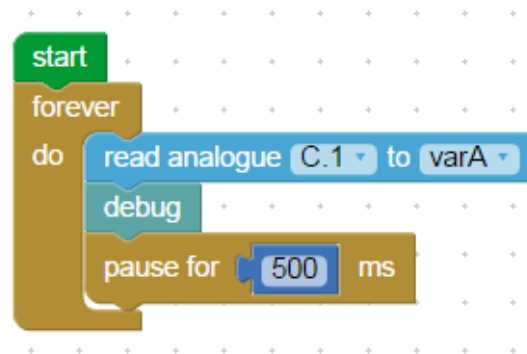 start
forever
do read analogue C.1 to varA
debug
pause for 500 ms